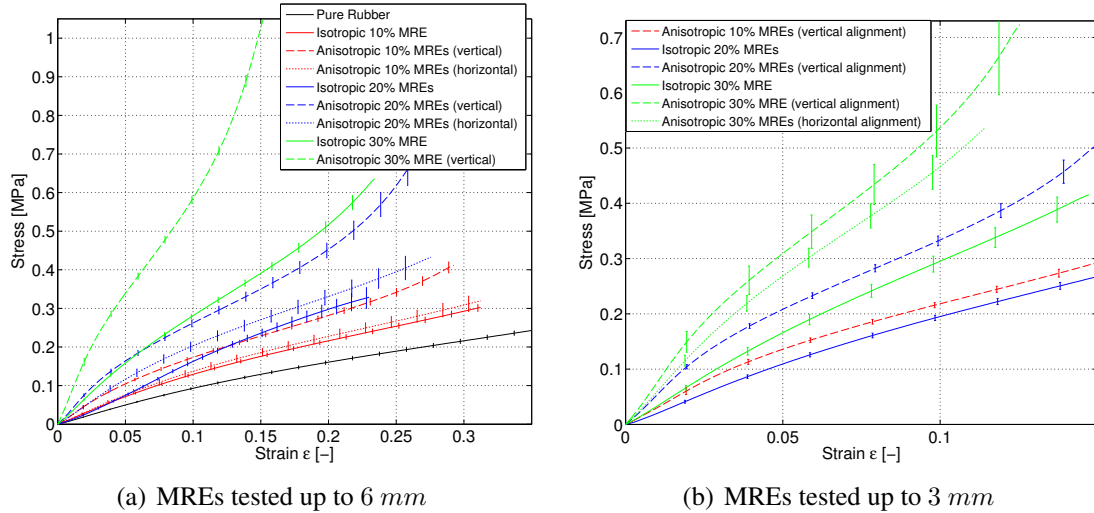 Pure Rubber
Isotropic 10% MRE
Anisotropic 10% MREs (vertical)
Anisotropic 10% MREs (horizontal)
Isotropic 20% MREs
Anisotropic 20% MREs (vertical)
Anisotropic 20% MREs (horizontal)
Isotropic 30% MRE
Anisotropic 30% MRE (vertical)
Stress [MPa]
1
0.9
0.8
0.7
0.6
0.5
0.4
0.3
0.2
0.1
0
0 0.05 0.1 0.15 0.2 0.25 0.3
Strain ε [-]
(a) MREs tested up to 6 mm
Anisotropic 10% MREs (vertical alignment)
Isotropic 20% MREs
Anisotropic 20% MREs (vertical alignment)
Isotropic 30% MRE
Anisotropic 30% MRE (vertical alignment)
Anisotropic 30% MREs (horizontal alignment)
Stress [MPa]
0.7
0.6
0.5
0.4
0.3
0.2
0.1
0
0 0.05 0.1
Strain ε [-]
(b) MREs tested up to 3 mm